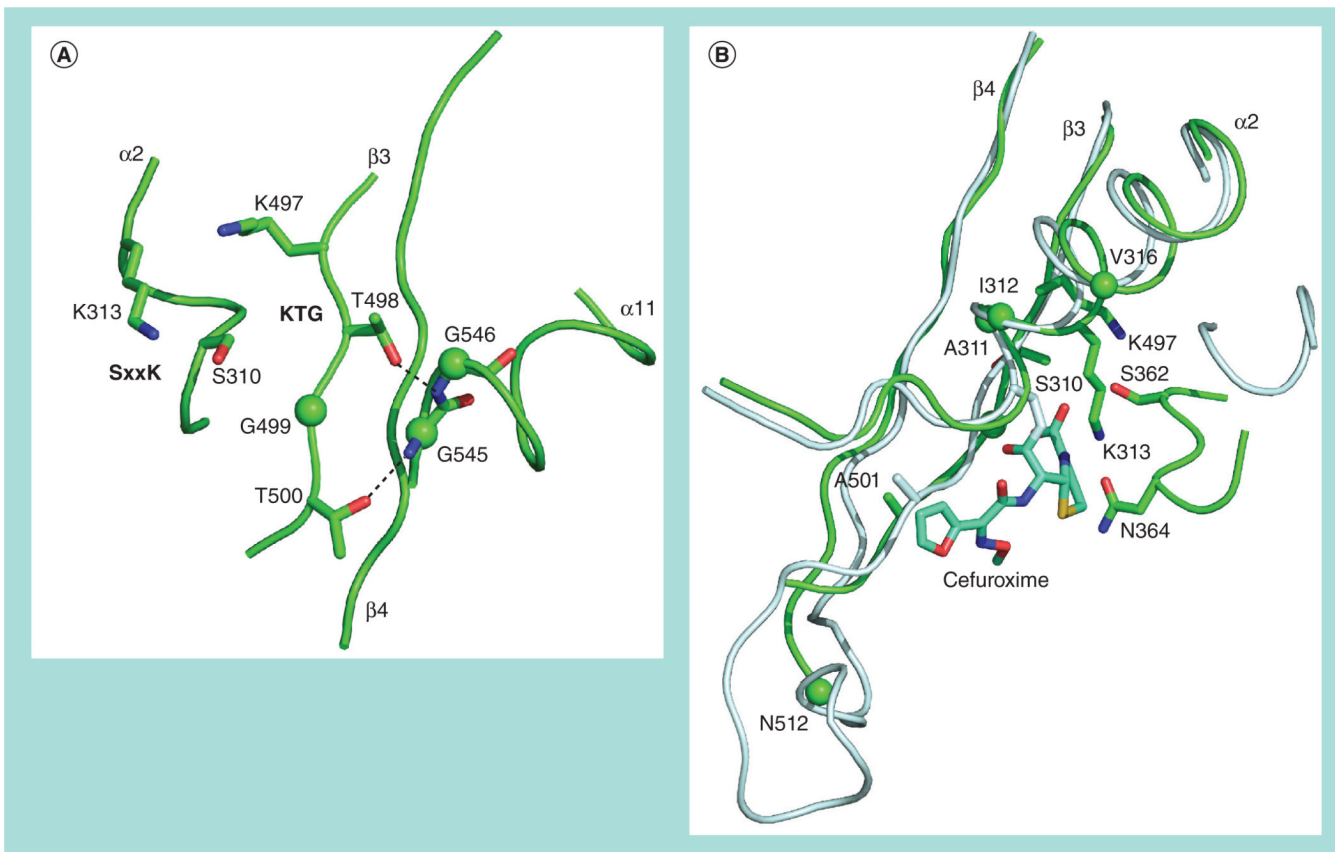 A
α2
β3
K497
K313
KTG
T498
α11
G546
SxxK
S310
G499
G545
T500
β4
B
β4
β3
α2
V316
I312
K497
A311
S362
S310
K313
A501
N364
Cefuroxime
N512